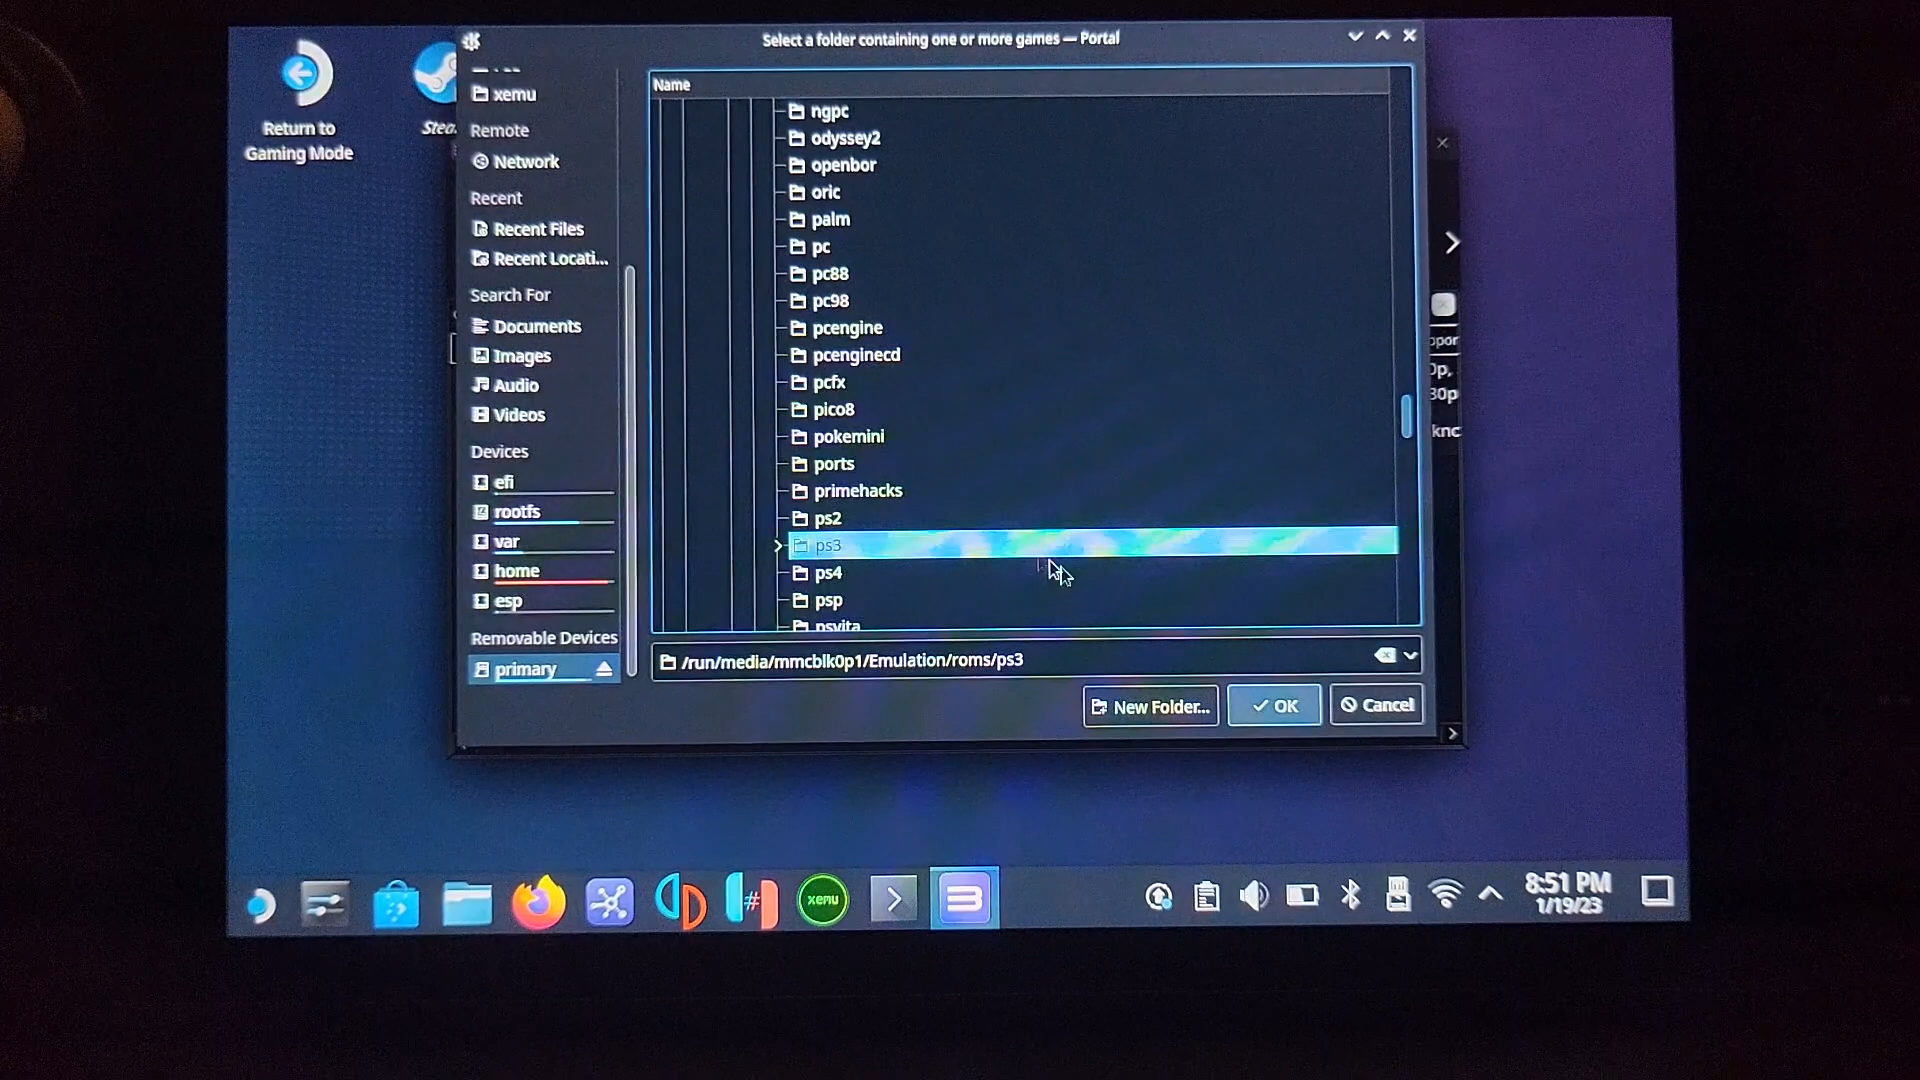 Select a folder containing one or more games — Portal
Return to
Gaming Mode
xemu
Remote
Network
Recent
Recent Files
Recent Locati...
Search For
Documents
Images
Audio
Videos
Devices
efi
rootfs
var
home
esp
Removable Devices
primary
Name
ngpc
odyssey2
openbor
oric
palm
pc
pc88
pc98
pcengine
pcenginecd
pcfx
pico8
pokemini
ports
primehacks
ps2
ps3
ps4
psp
psvita
/run/media/mmcblk0p1/Emulation/roms/ps3
New Folder...
OK
Cancel
xemu
8:51 PM
1/19/23